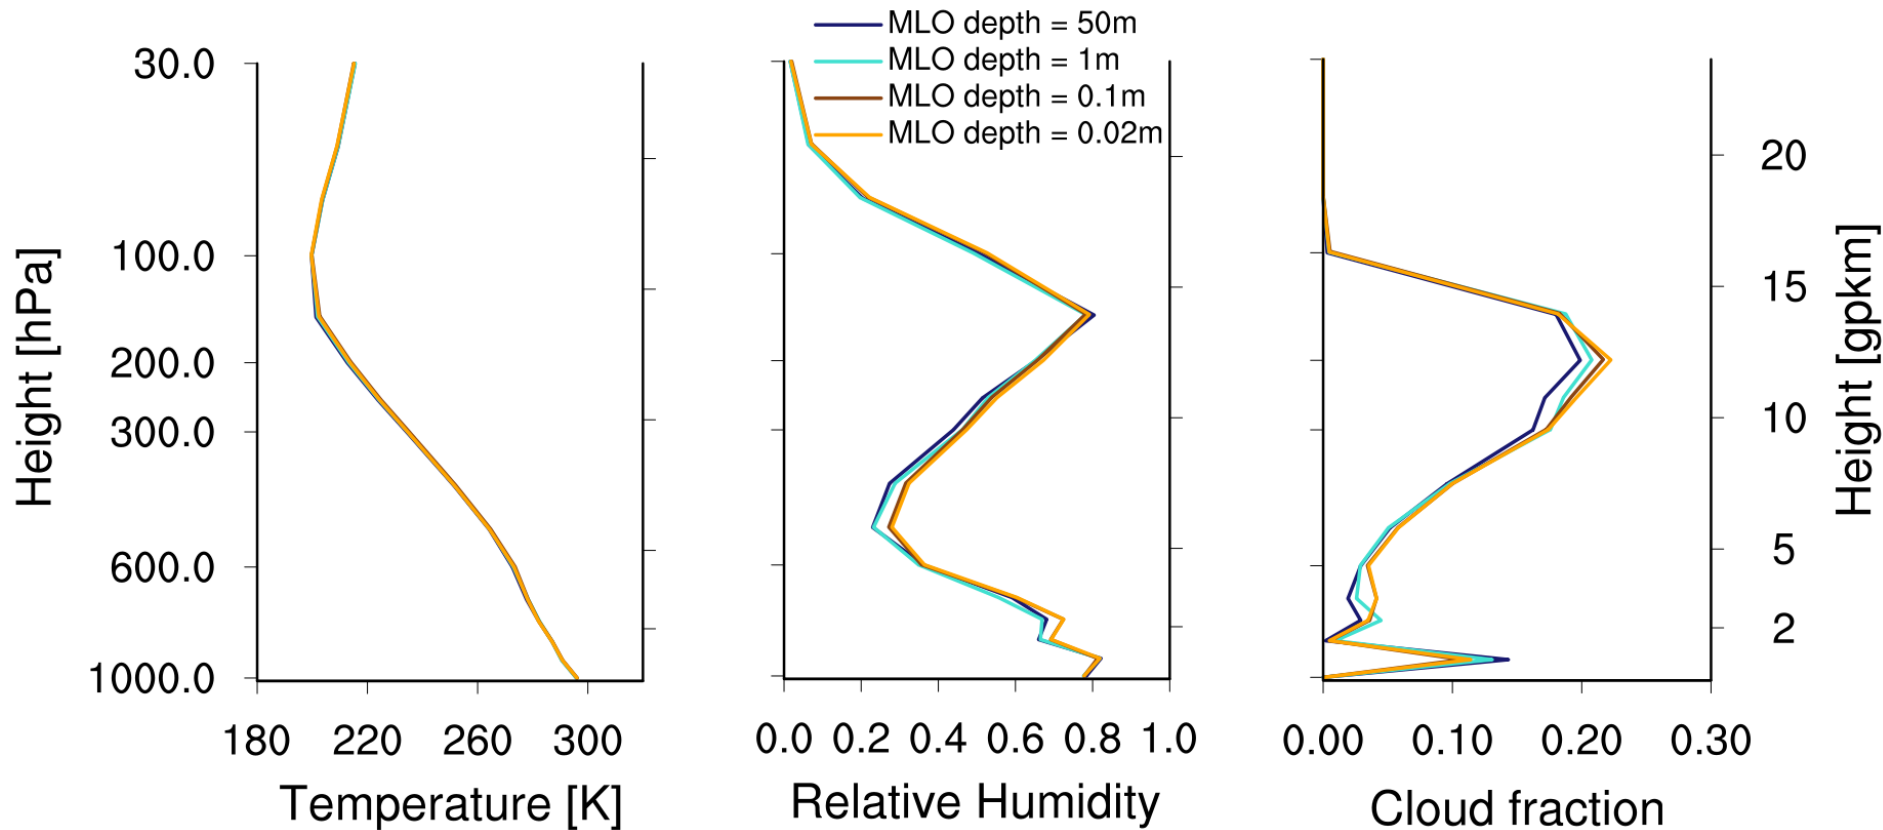 MLO depth = 50m
MLO depth = 1m
MLO depth = 0.1m
MLO depth = 0.02m
Height [hPa]
30.0
100.0
200.0
300.0
600.0
1000.0
180 220 260 300
Temperature [K]
0.0 0.2 0.4 0.6 0.8 1.0
Relative Humidity
0.00 0.10 0.20 0.30
Cloud fraction
20
15
10
5
2
Height [gpkm]